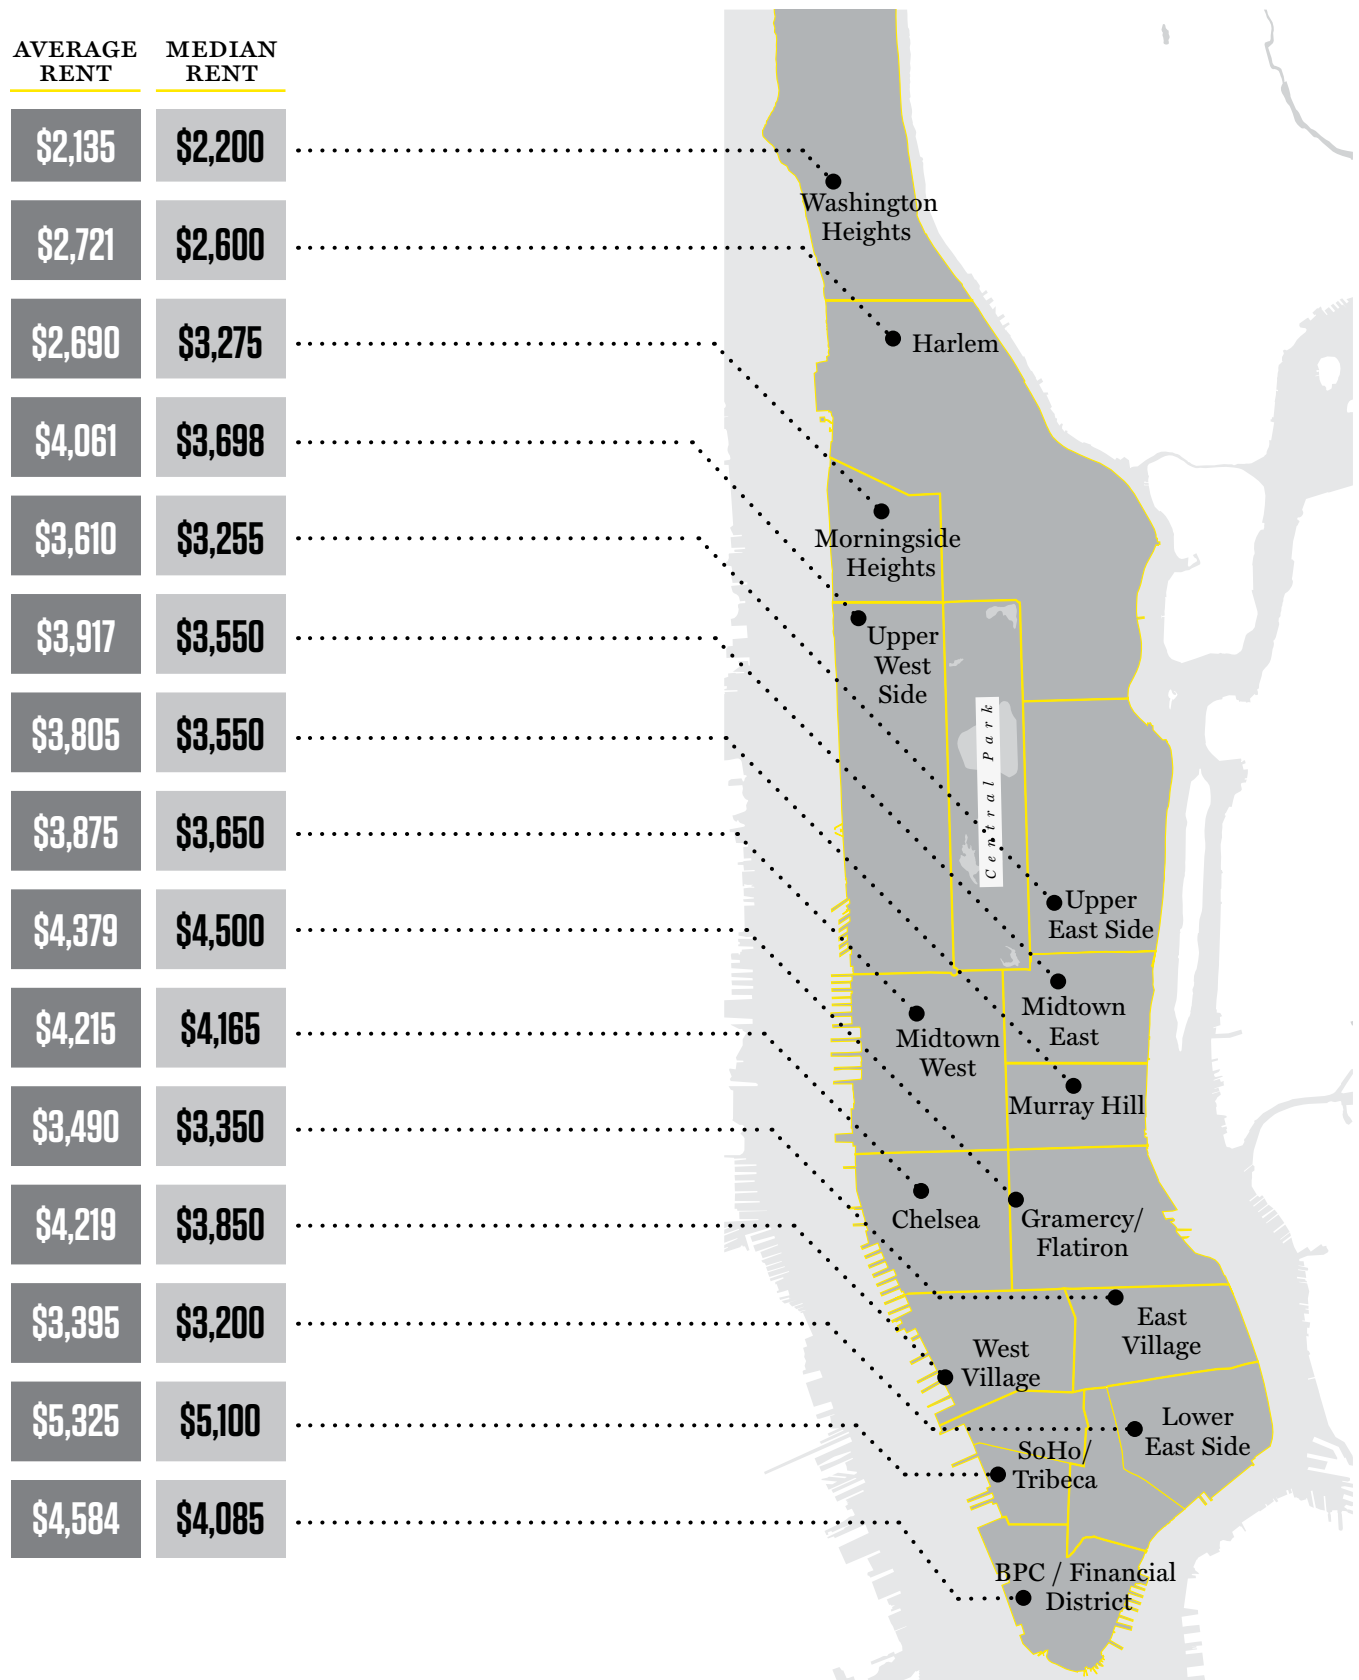 AVERAGE
RENT
MEDIAN
RENT
$2,135 $2,200
$2,721 $2,600
$2,690 $3,275
$4,061 $3,698
$3,610 $3,255
$3,917 $3,550
$3,805 $3,550
$3,875 $3,650
$4,379 $4,500
$4,215 $4,165
$3,490 $3,350
$4,219 $3,850
$3,395 $3,200
$5,325 $5,100
$4,584 $4,085
Washington
Heights
Harlem
Morningside
Heights
Upper
West
Side
Central Park
Upper
East Side
Midtown
East
Midtown
West
Murray Hill
Chelsea
Gramercy/
Flatiron
East
Village
West
Village
Lower
East Side
SoHo/
Tribeca
BPC / Financial
District